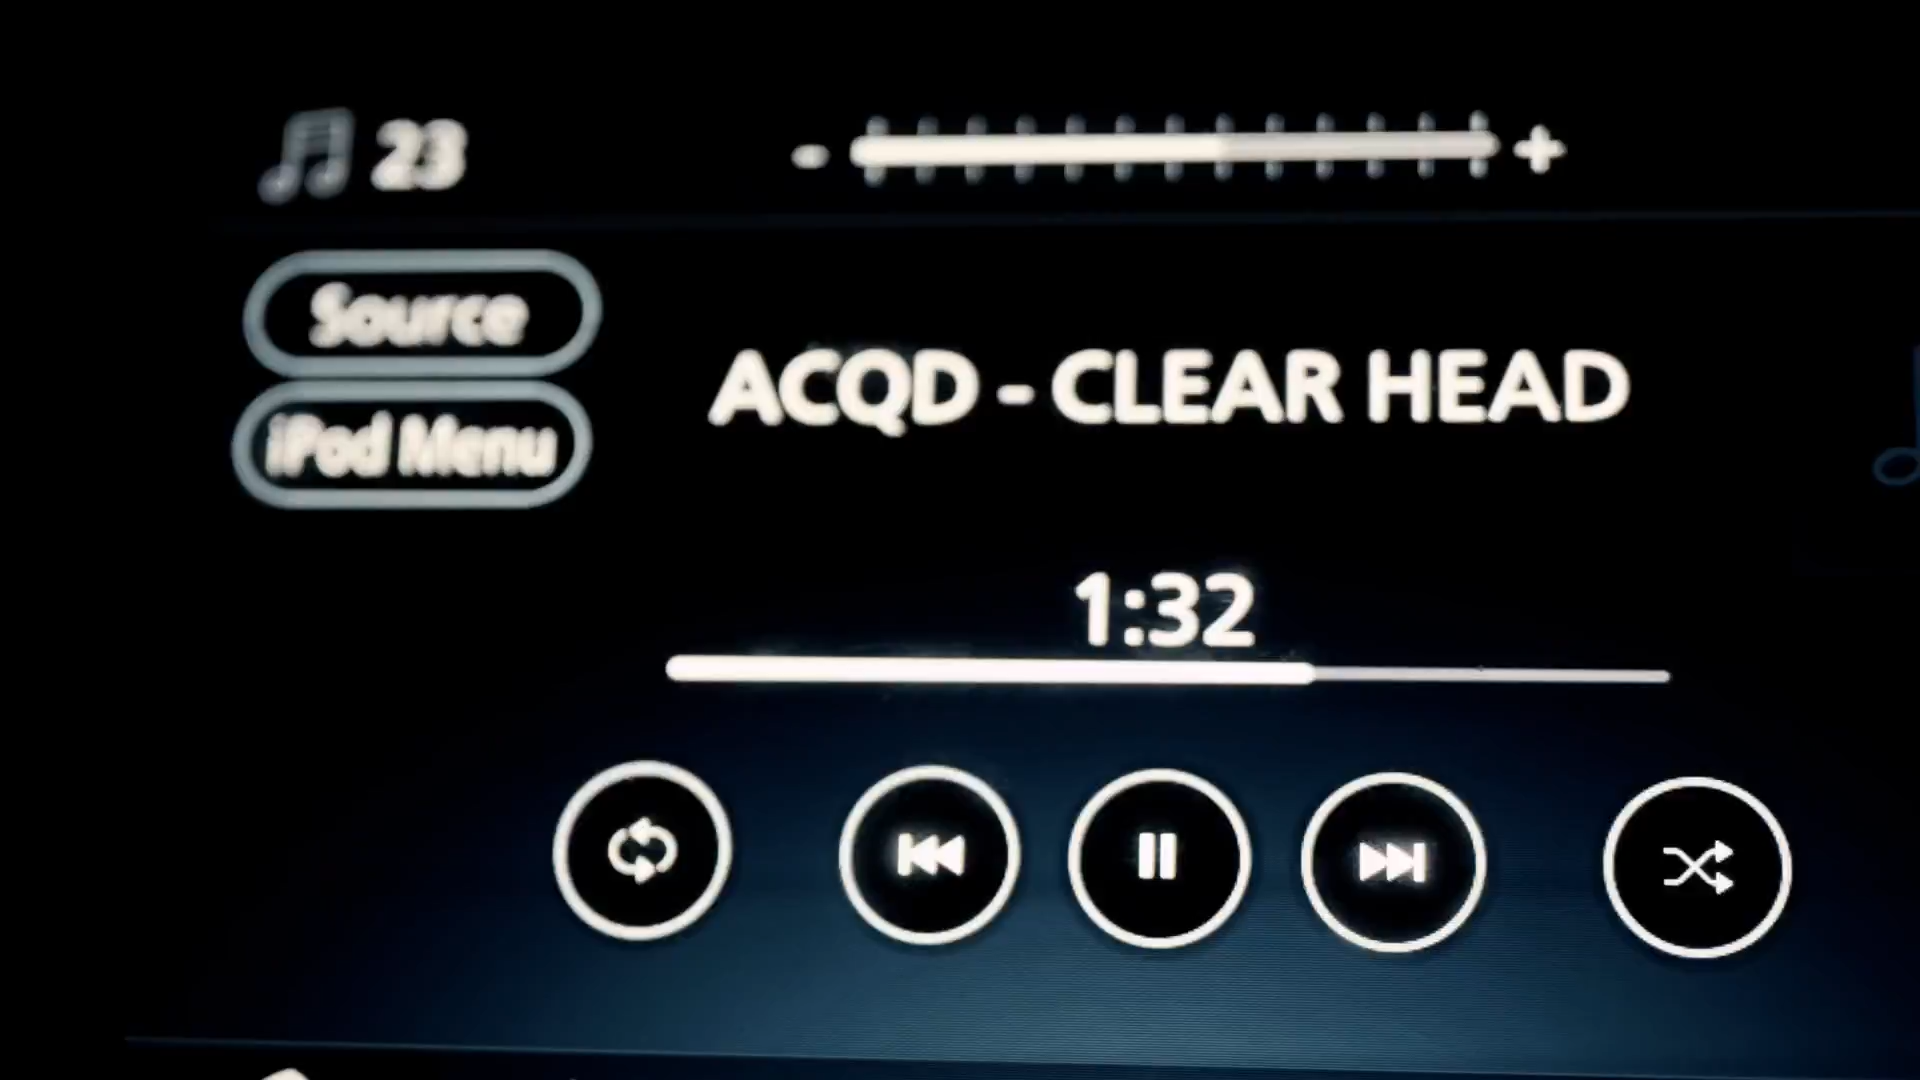 23
- +
Source
iPod Menu
ACQD - CLEAR HEAD
1:32